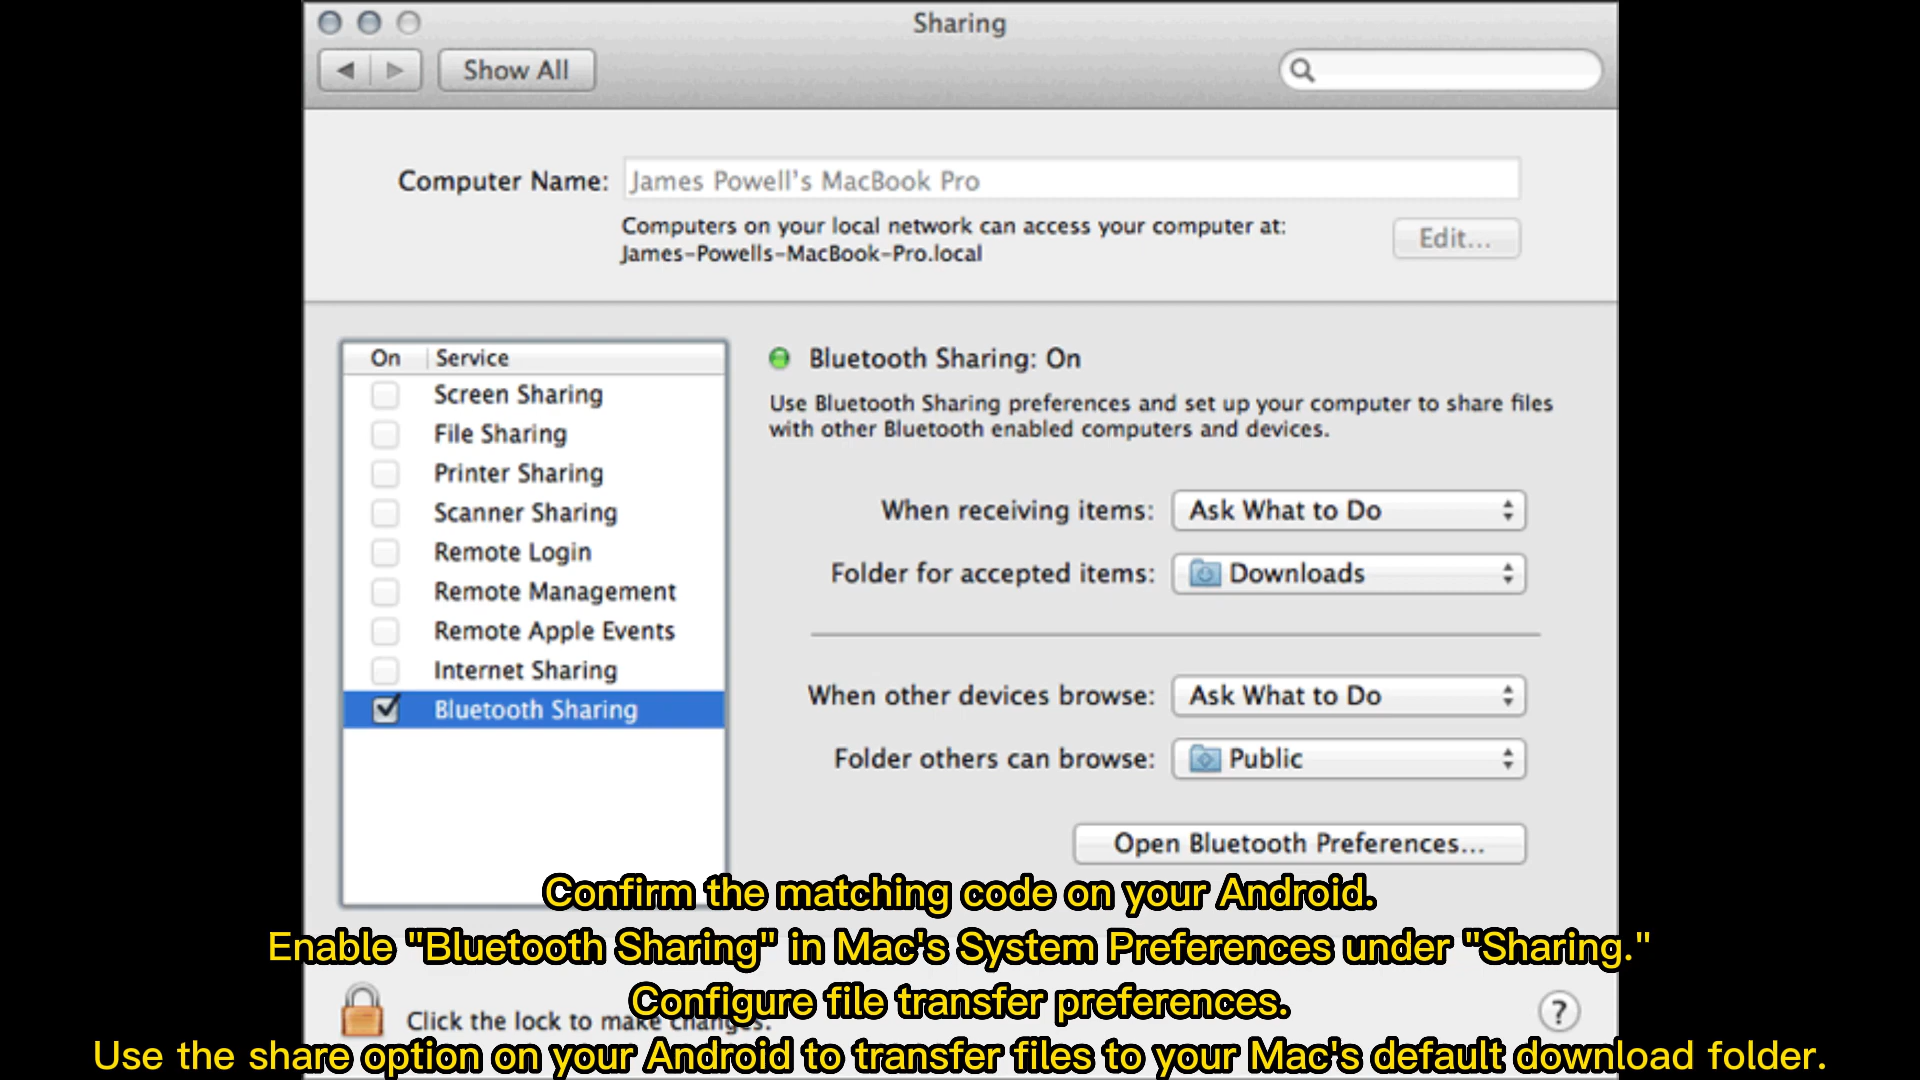 Sharing
Show All
Computer Name: James Powell's MacBook Pro
Computers on your local network can access your computer at:
James-Powells-MacBook-Pro.local
Edit...
On Service
Screen Sharing
File Sharing
Printer Sharing
Scanner Sharing
Remote Login
Remote Management
Remote Apple Events
Internet Sharing
Bluetooth Sharing
Bluetooth Sharing: On
Use Bluetooth Sharing preferences and set up your computer to share files
with other Bluetooth enabled computers and devices.
When receiving items: Ask What to Do
Folder for accepted items: Downloads
When other devices browse: Ask What to Do
Folder others can browse: Public
Open Bluetooth Preferences...
Confirm the matching code on your Android.
Enable "Bluetooth Sharing" in Mac's System Preferences under "Sharing."
Configure file transfer preferences.
Click the lock to make changes.
?
Use the share option on your Android to transfer files to your Mac's default download folder.